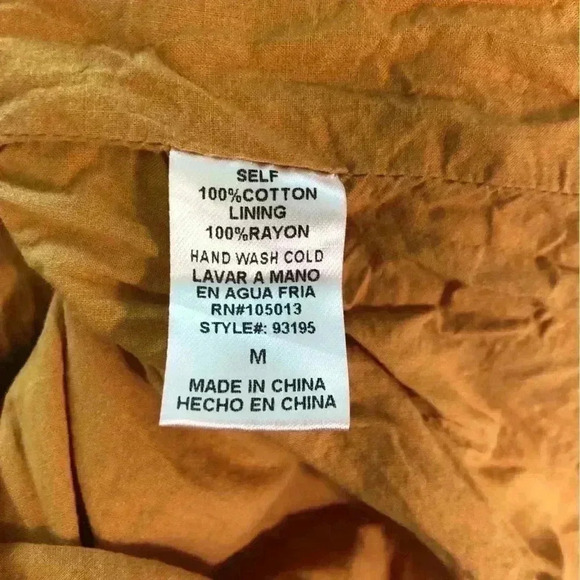 SELF
100%COTTON
LINING
100%RAYON
HAND WASH COLD
LAVAR A MANO
EN AGUA FRIA
RN#105013
STYLE#: 93195
M
MADE IN CHINA
HECHO EN CHINA